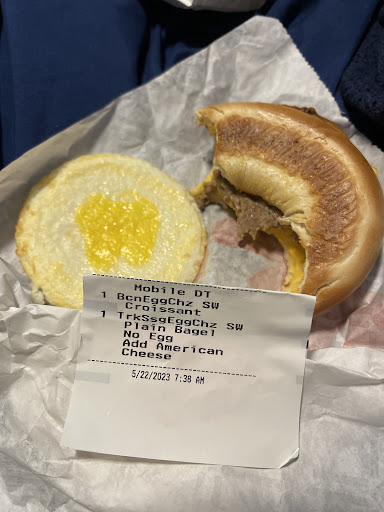 Mobile DT
1 BcnEggChz SW
Croissant
1 TrkSsgEggChz SW
Plain Bagel
No Egg
Add American
Cheese
5/22/2023 7:38 AM